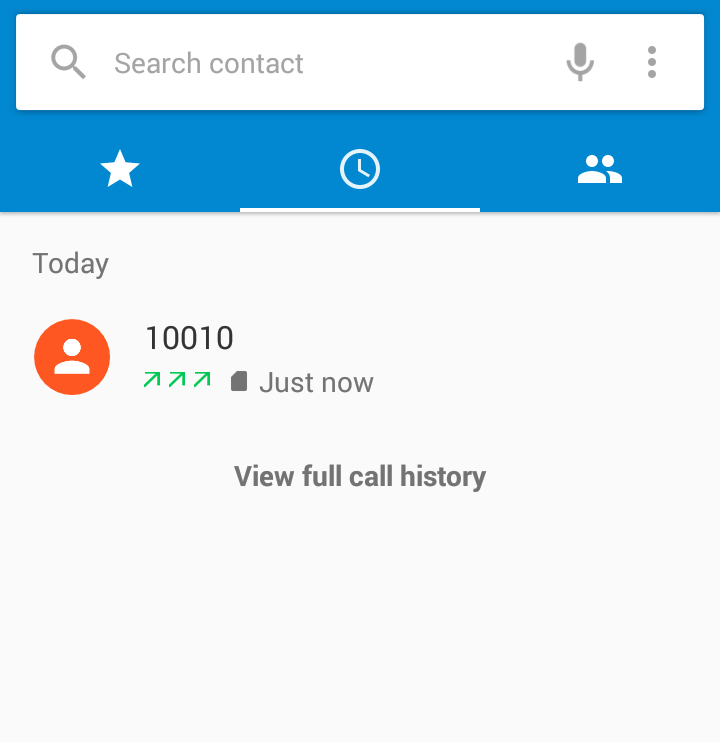 Search contact
Today
10010
Just now
View full call history